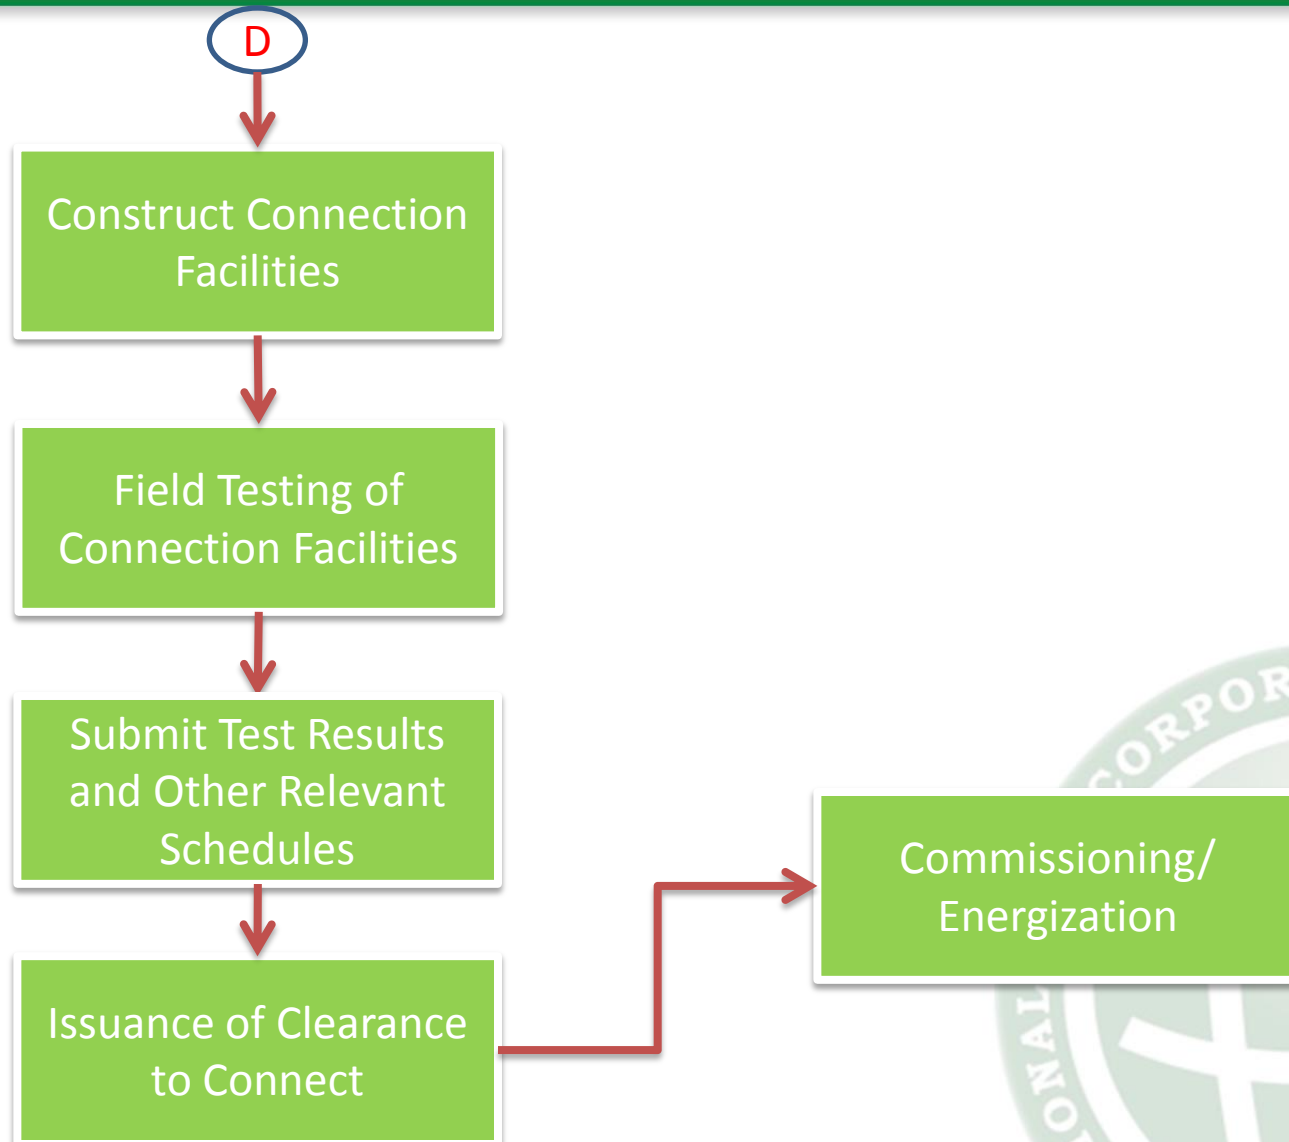 D
Construct Connection
Facilities
Field Testing of
Connection Facilities
Submit Test Results
and Other Relevant
Schedules
Issuance of Clearance
to Connect
Commissioning/
Energization
CORPOR
ONAL